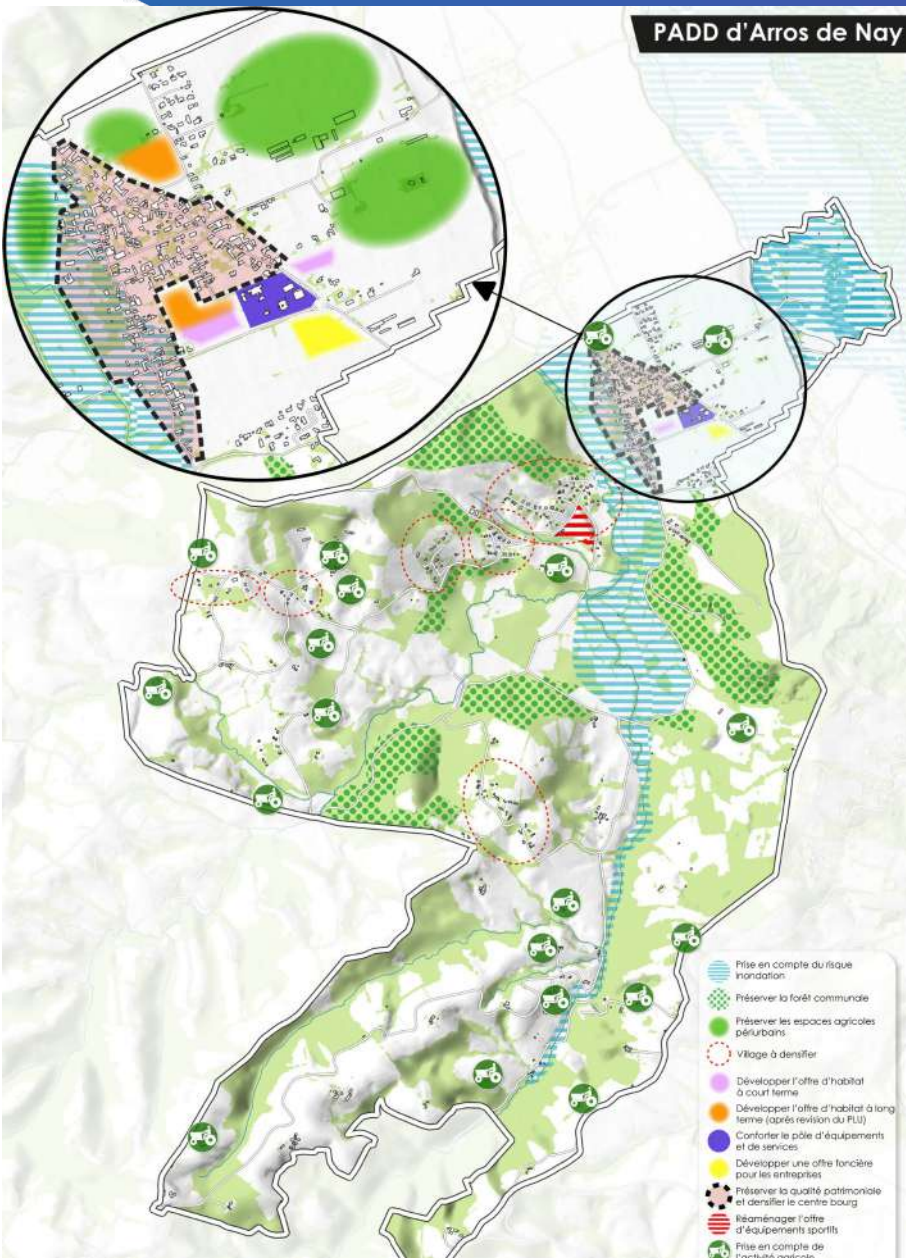 PADD d'Arros de Nay
Prise en compte du risque
inondation
Préserver la forêt communale
Préserver les espaces agricoles
périurbains
Village à densifier
Développer l'offre d'habitat
à court terme
Développer l'offre d'habitat à long
terme (après revision du PLU)
Conforter le pôle d'équipements
et de services
Développer une offre foncière
pour les entreprises
Préserver la qualité patrimoniale
et densifier le centre bourg
Réaménager l'offre
d'équipements sportifs
Prise en compte de
l'activité agricole